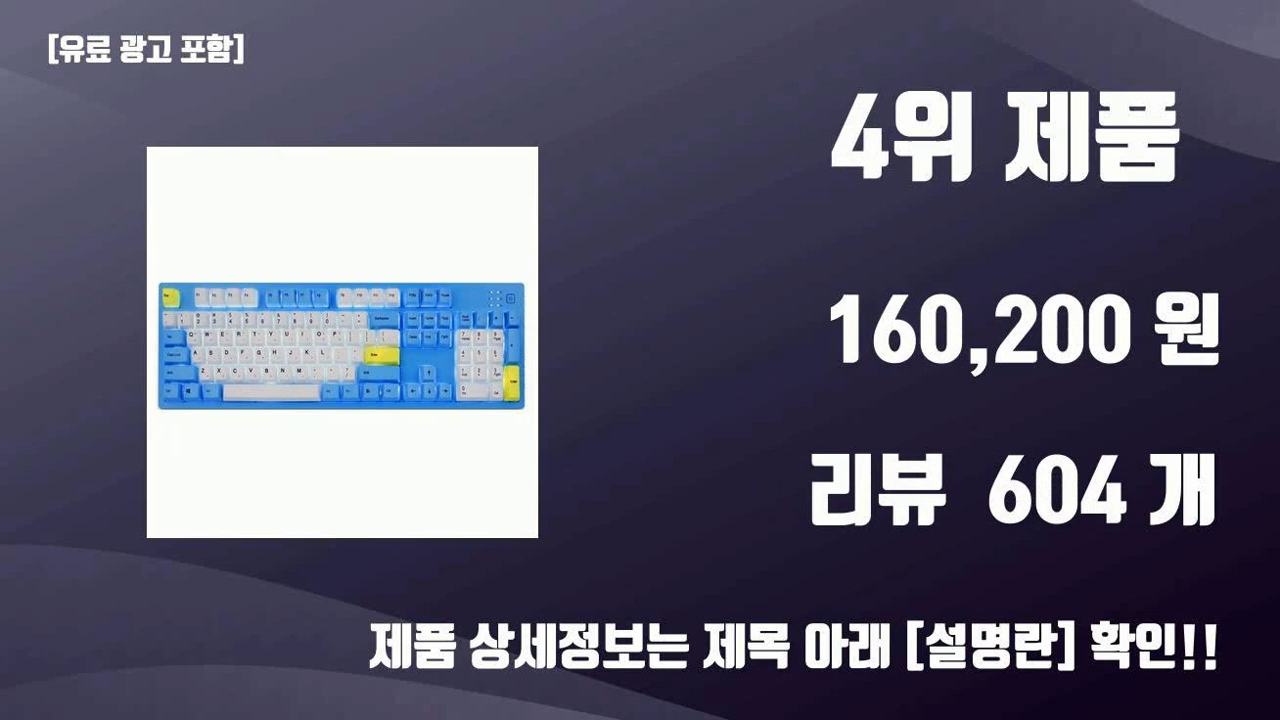 [유료 광고 포함]
4위 제품
160,200 원
리뷰 604 개
제품 상세정보는 제목 아래 [설명란] 확인!!